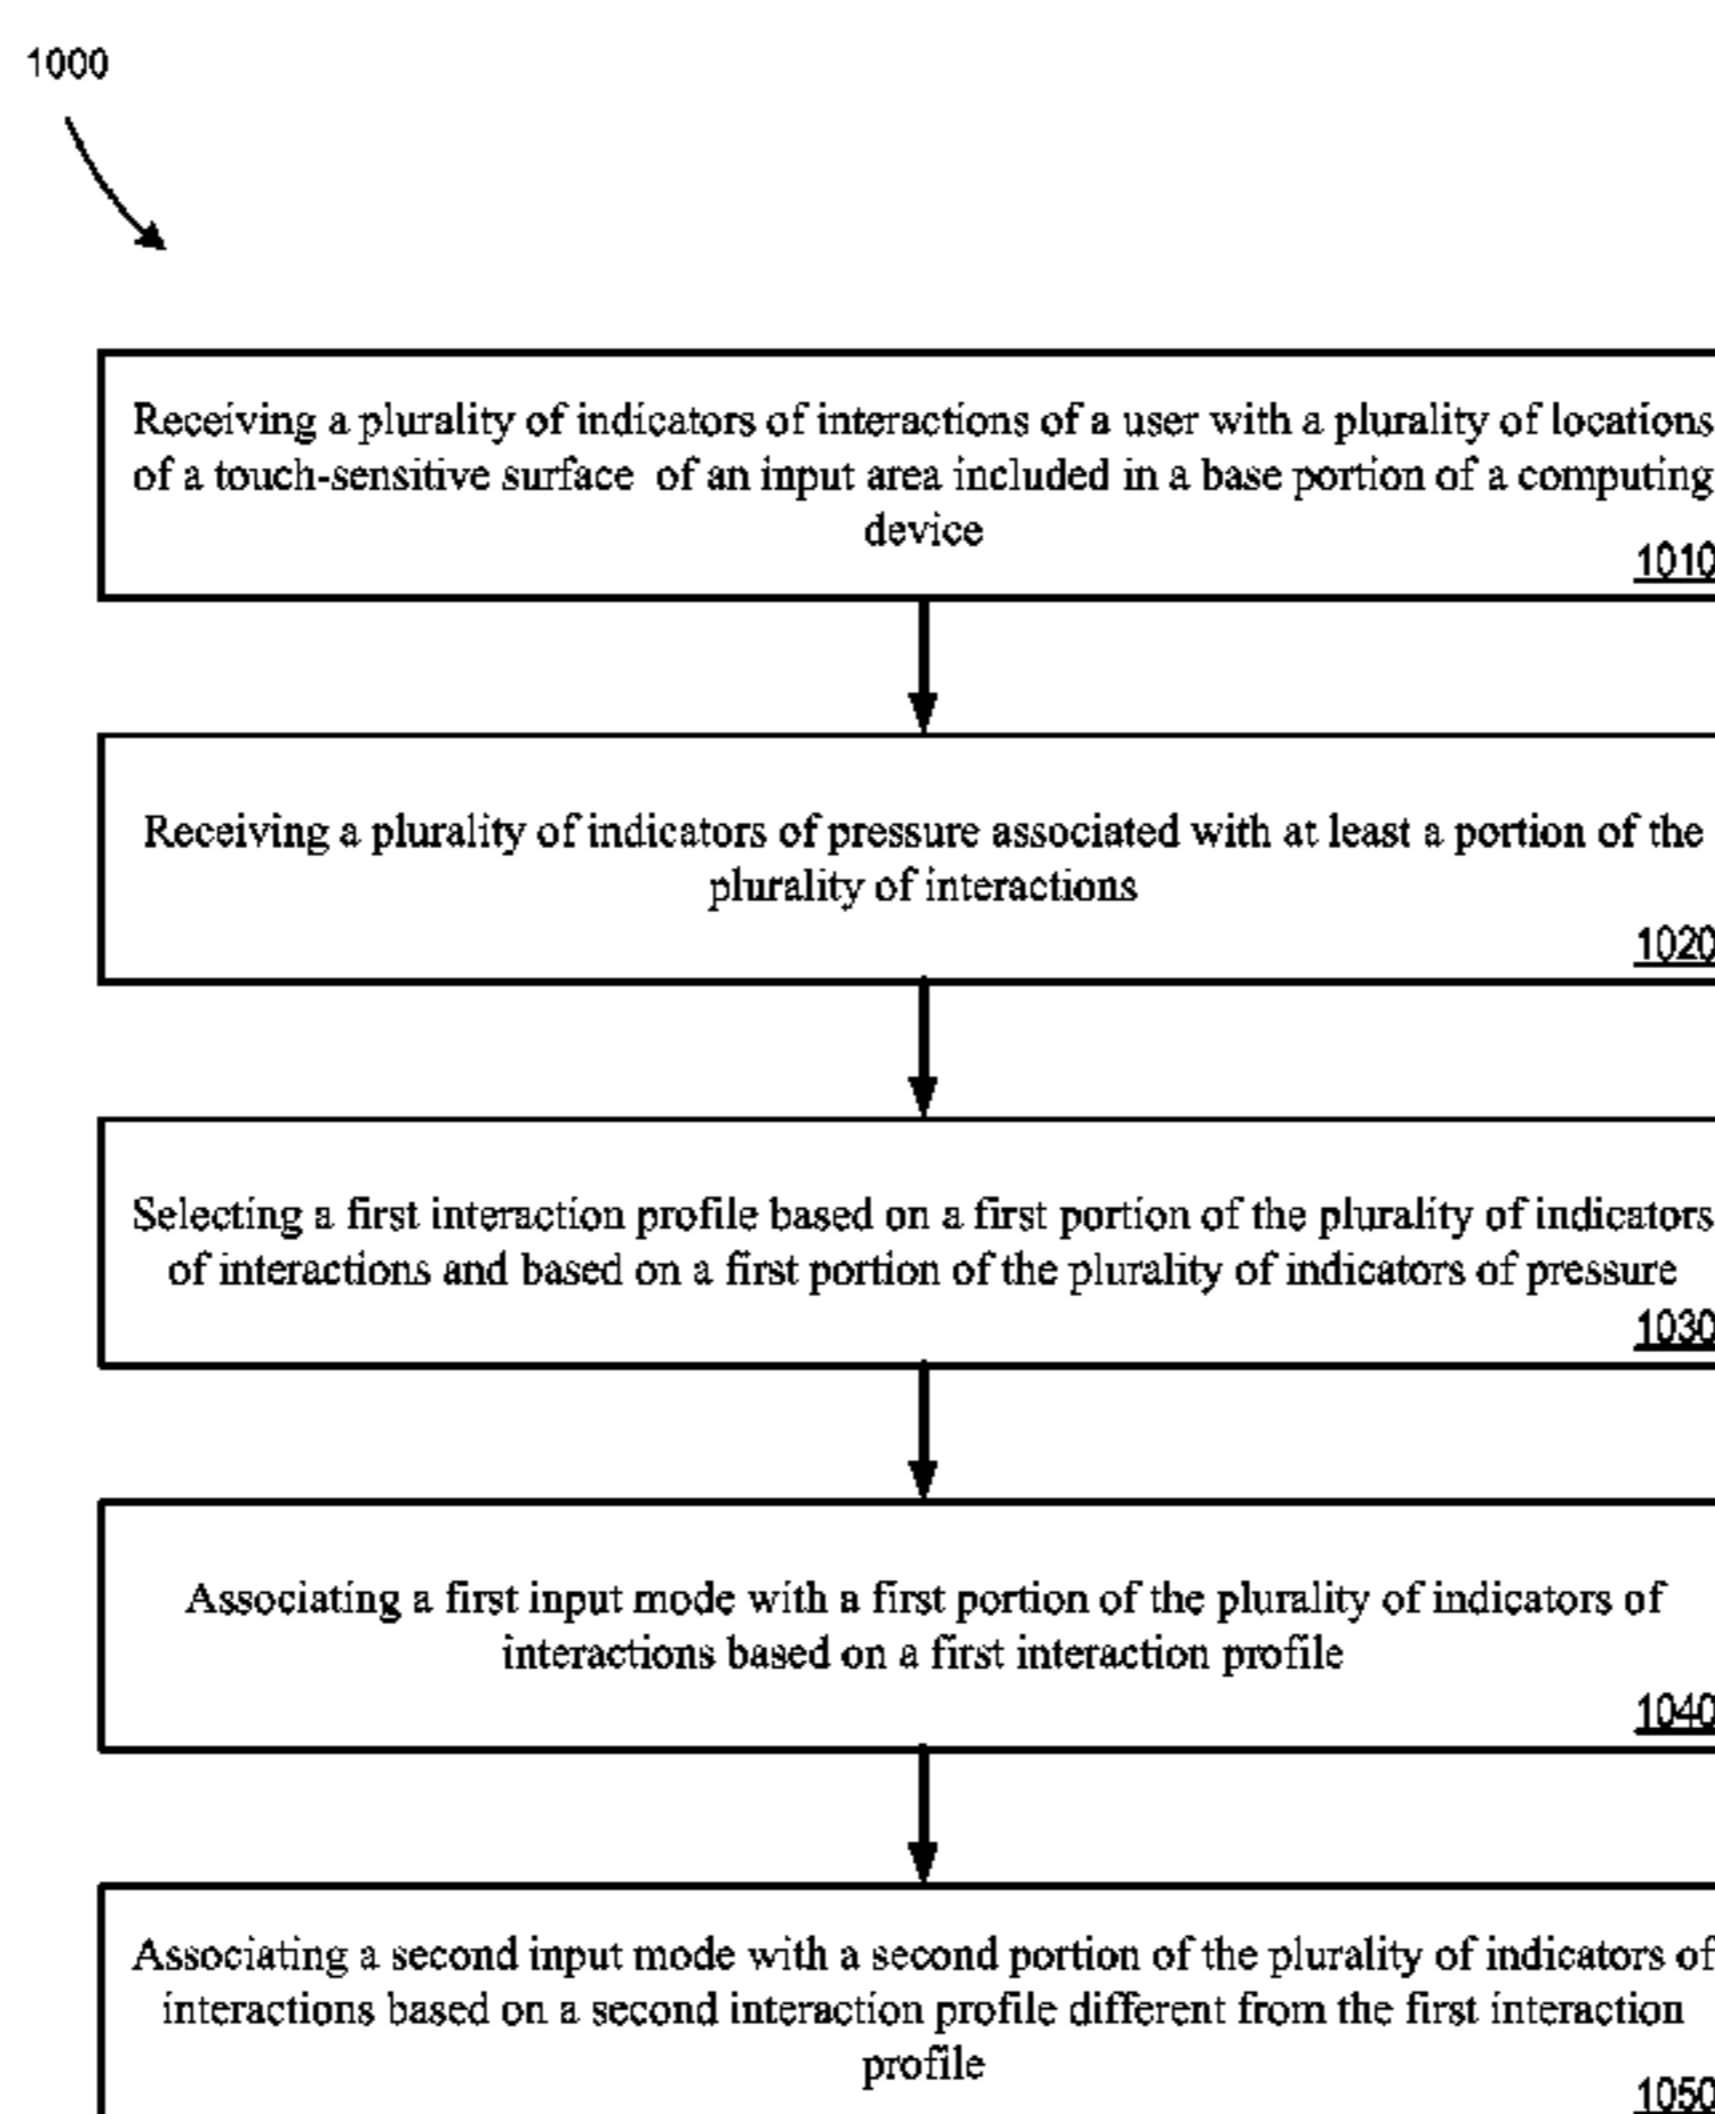 1000
Receiving a plurality of indicators of interactions of a user with a plurality of locations
of a touch-sensitive surface of an input area included in a base portion of a computing
device
1010
Receiving a plurality of indicators of pressure associated with at least a portion of the
plurality of interactions
1020
Selecting a first interaction profile based on a first portion of the plurality of indicators
of interactions and based on a first portion of the plurality of indicators of pressure
1030
Associating a first input mode with a first portion of the plurality of indicators of
interactions based on a first interaction profile
1040
Associating a second input mode with a second portion of the plurality of indicators of
interactions based on a second interaction profile different from the first interaction
profile
1050